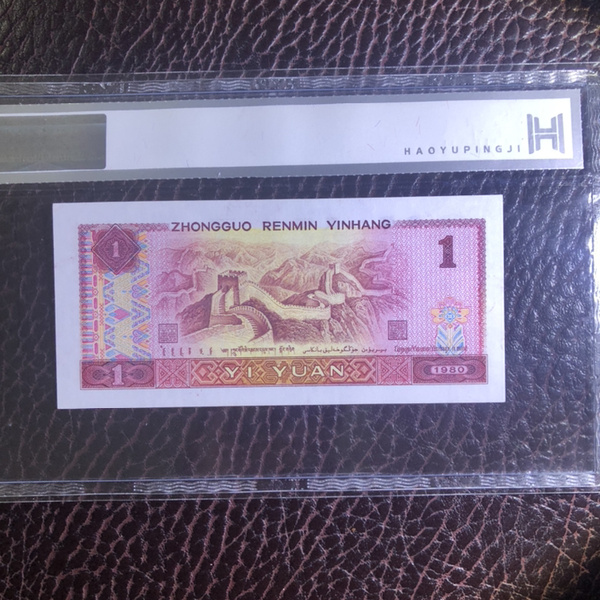 HAOYUPINGJI
ZHONGGUO RENMIN YINHANG
1
1
1
YI YUAN
1980